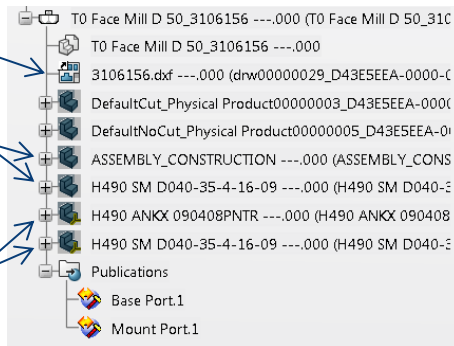 T0 Face Mill D 50_3106156 ---.000 (T0 Face Mill D 50_310
T0 Face Mill D 50_3106156 ---.000
3106156.dxf ---.000 (drw00000029_D43E5EEA-0000-0
DefaultCut_Physical Product00000003_D43E5EEA-000
DefaultNoCut_Physical Product00000005_D43E5EEA-0
ASSEMBLY_CONSTRUCTION ---.000 (ASSEMBLY_CONS
H490 SM D040-35-4-16-09 ---.000 (H490 SM D040-3
H490 ANKX 090408PNTR ---.000 (H490 ANKX 090408
H490 SM D040-35-4-16-09 ---.000 (H490 SM D040-3
Publications
Base Port.1
Mount Port.1